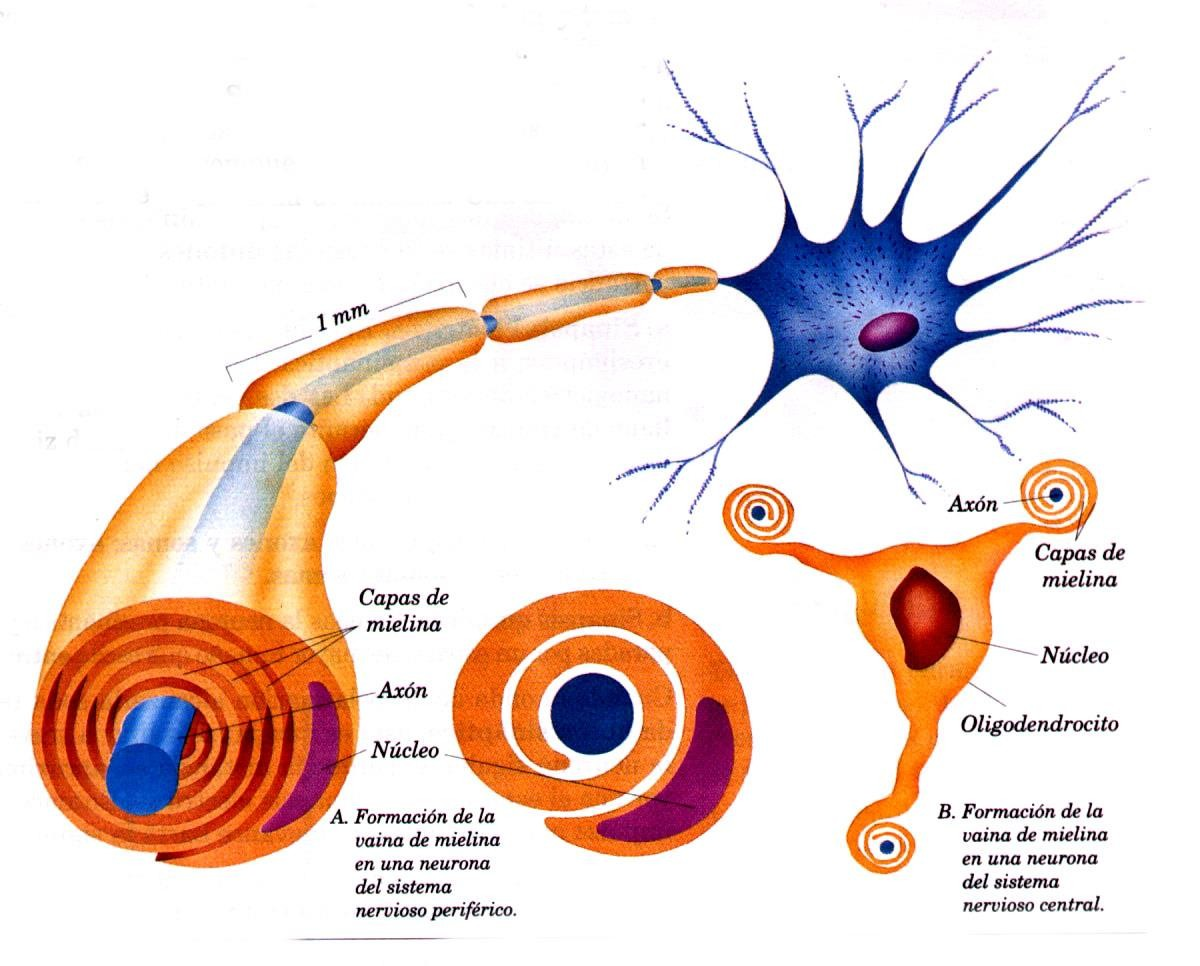 1 mm
Axón
Capas de
mielina
Capas de
mielina
Núcleo
Axón
Oligodendrocito
Núcleo
A. Formación de la
vaina de mielina
en una neurona
del sistema
nervioso periférico.
B. Formación de la
vaina de mielina
en una neurona
del sistema
nervioso central.